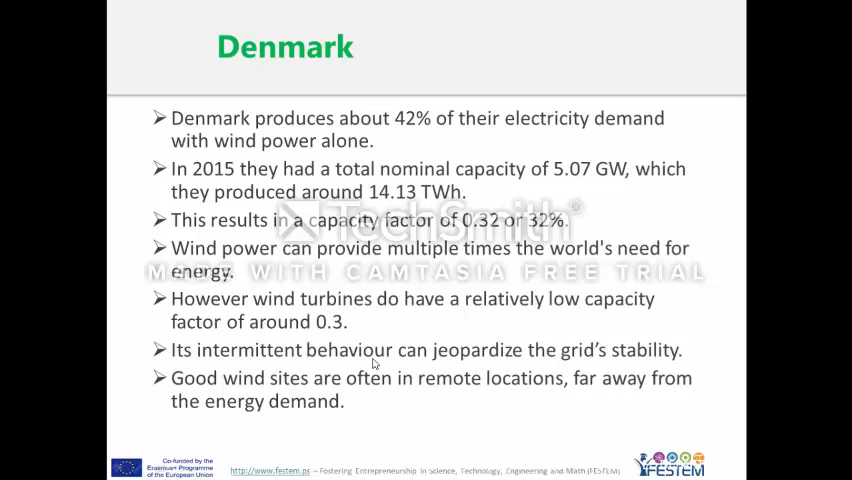 Denmark
Denmark produces about 42% of their electricity demand
with wind power alone.
In 2015 they had a total nominal capacity of 5.07 GW, which
they produced around 14.13 TWh.
This results in a capacity factor of 0.32 or 32%.
TechSmith®
Wind power can provide multiple times the world's need for
energy.
MADE WITH CAMTASIA FREE TRIAL
However wind turbines do have a relatively low capacity
factor of around 0.3.
Its intermittent behaviour can jeopardize the grid's stability.
Good wind sites are often in remote locations, far away from
the energy demand.
Co-funded by the
Erasmus+ Programme
of the European Union
http://www.festem.ps – Fostering Entrepreneurship in Science, Technology, Engineering and Math (FESTEM)
FESTEM